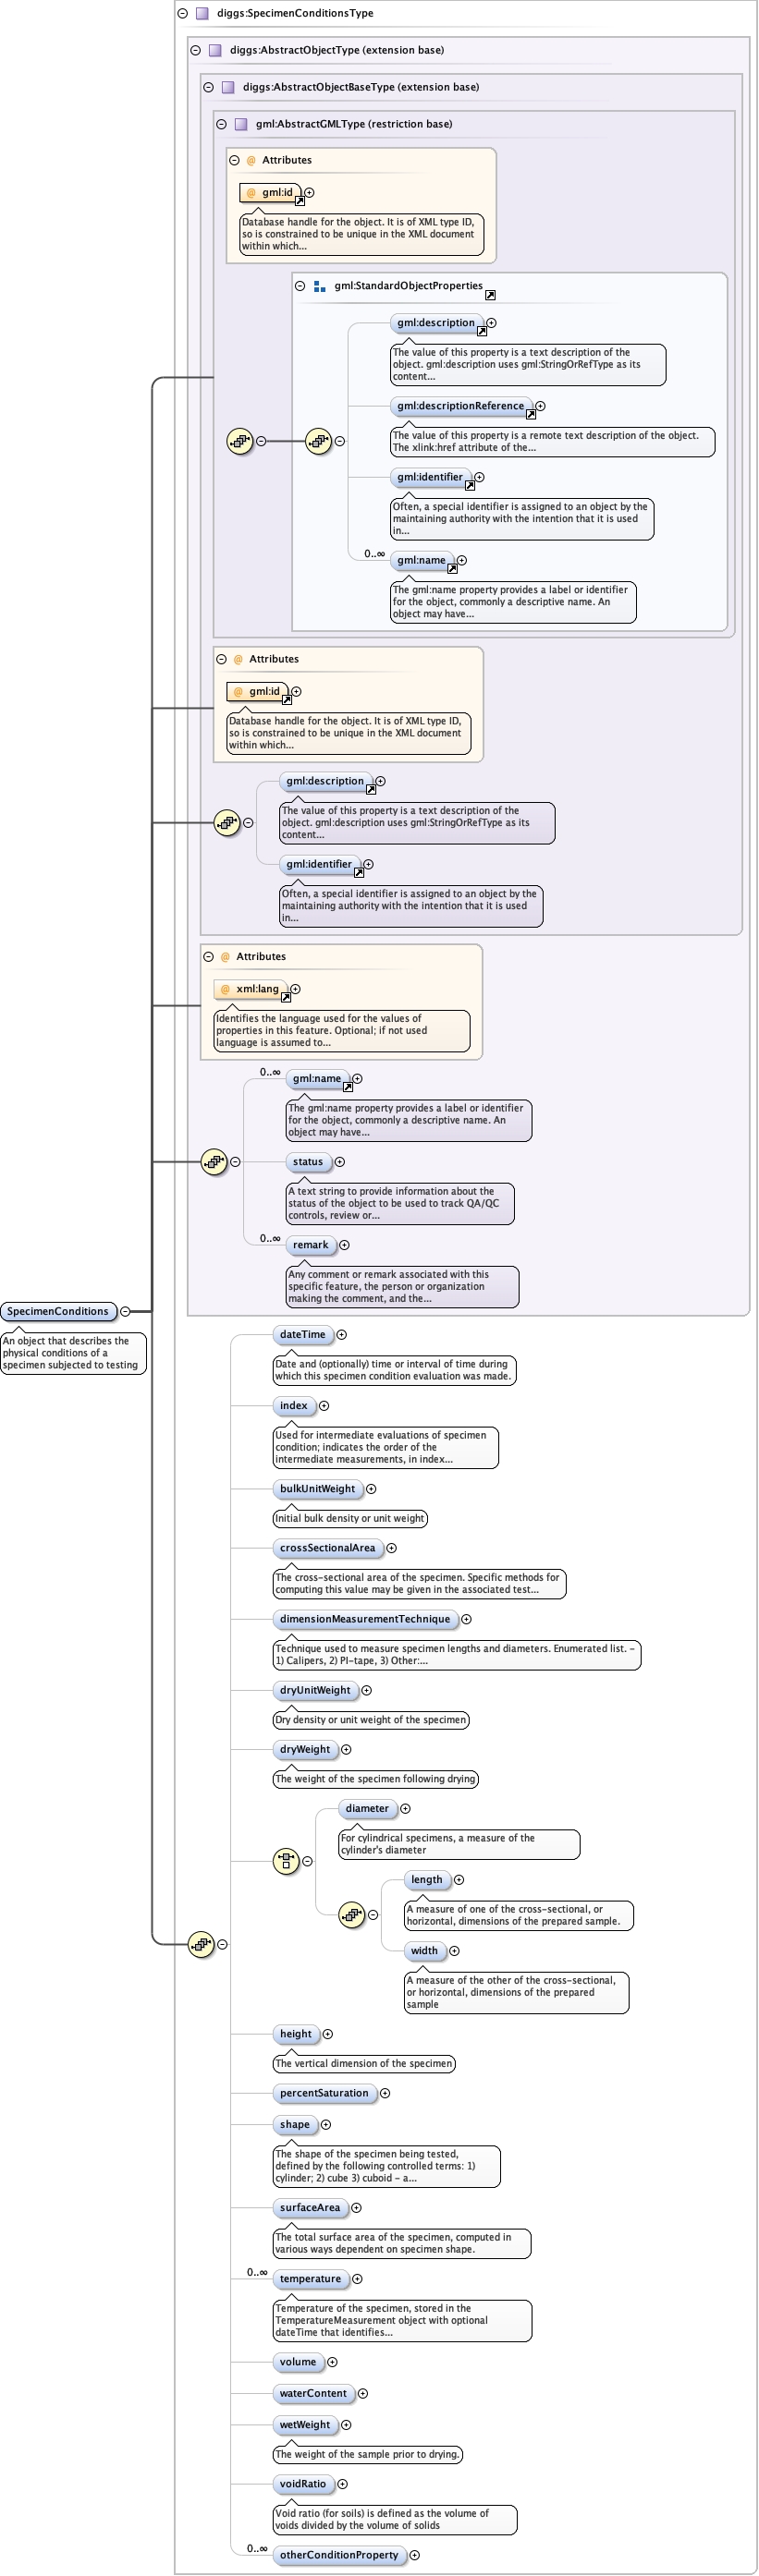 diggs:SpecimenConditionsType
diggs:AbstractObjectType (extension base)
diggs:AbstractObjectBaseType (extension base)
gml:AbstractGMLType (restriction base)
@ Attributes
@ gml:id
Database handle for the object. It is of XML type ID,
so is constrained to be unique in the XML document
within which...
gml:StandardObjectProperties
gml:description
The value of this property is a text description of the
object. gml:description uses gml:StringOrRefType as its
content...
gml:descriptionReference
The value of this property is a remote text description of the object.
The xlink:href attribute of the...
gml:identifier
Often, a special identifier is assigned to an object by the
maintaining authority with the intention that it is used
in...
0..∞
gml:name
The gml:name property provides a label or identifier
for the object, commonly a descriptive name. An
object may have...
@ Attributes
@ gml:id
Database handle for the object. It is of XML type ID,
so is constrained to be unique in the XML document
within which...
gml:description
The value of this property is a text description of the
object. gml:description uses gml:StringOrRefType as its
content...
gml:identifier
Often, a special identifier is assigned to an object by the
maintaining authority with the intention that it is used
in...
@ Attributes
@ xml:lang
Identifies the language used for the values of
properties in this feature. Optional; if not used
language is assumed to...
0..∞
gml:name
The gml:name property provides a label or identifier
for the object, commonly a descriptive name. An
object may have...
status
A text string to provide information about the
status of the object to be used to track QA/QC
controls, review or...
0..∞
remark
Any comment or remark associated with this
specific feature, the person or organization
making the comment, and the...
SpecimenConditions
An object that describes the
physical conditions of a
specimen subjected to testing
dateTime
Date and (optionally) time or interval of time during
which this specimen condition evaluation was made.
index
Used for intermediate evaluations of specimen
condition; indicates the order of the
intermediate measurements, in index...
bulkUnitWeight
Initial bulk density or unit weight
crossSectionalArea
The cross-sectional area of the specimen. Specific methods for
computing this value may be given in the associated test...
dimensionMeasurementTechnique
Technique used to measure specimen lengths and diameters. Enumerated list. -
1) Calipers, 2) PI-tape, 3) Other:...
dryUnitWeight
Dry density or unit weight of the specimen
dryWeight
The weight of the specimen following drying
diameter
For cylindrical specimens, a measure of the
cylinder's diameter
length
A measure of one of the cross-sectional, or
horizontal, dimensions of the prepared sample.
width
A measure of the other of the cross-sectional,
or horizontal, dimensions of the prepared
sample
height
The vertical dimension of the specimen
percentSaturation
shape
The shape of the specimen being tested,
defined by the following controlled terms: 1)
cylinder; 2) cube 3) cuboid - a...
surfaceArea
The total surface area of the specimen, computed in
various ways dependent on specimen shape.
0..∞
temperature
Temperature of the specimen, stored in the
TemperatureMeasurement object with optional
dateTime that identifies...
volume
waterContent
wetWeight
The weight of the sample prior to drying.
voidRatio
Void ratio (for soils) is defined as the volume of
voids divided by the volume of solids
0..∞
otherConditionProperty